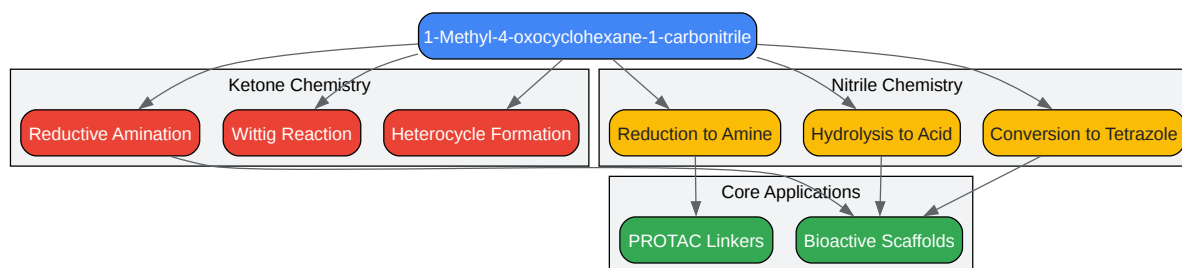 1-Methyl-4-oxocyclohexane-1-carbonitrile
Ketone Chemistry
Nitrile Chemistry
Reductive Amination
Wittig Reaction
Heterocycle Formation
Reduction to Amine
Hydrolysis to Acid
Conversion to Tetrazole
Core Applications
PROTAC Linkers
Bioactive Scaffolds